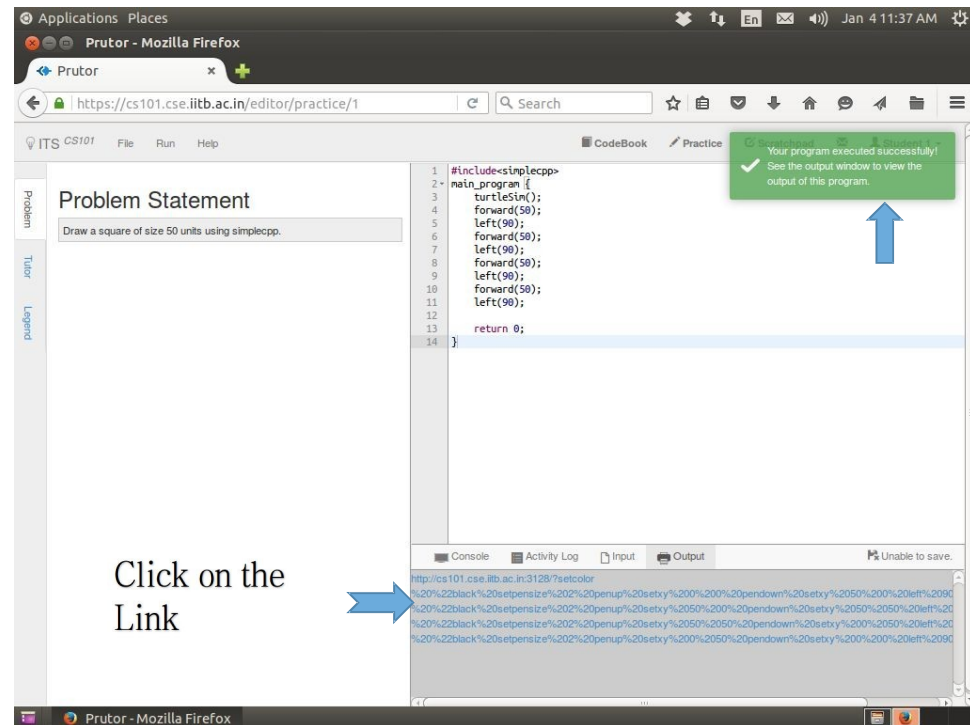 Applications Places
En
Jan 4 11:37 AM
Prutor - Mozilla Firefox
Prutor
https://cs101.cse.iitb.ac.in/editor/practice/1
Search
ITS CS101 File Run Help
CodeBook Practice
Your program executed successfully!
See the output window to view the
output of this program.
Problem
Tutor
Legend
Problem Statement
Draw a square of size 50 units using simplecpp.
1 #include<simplecpp>
2 main_program {
3 turtleSim();
4 forward(50);
5 left(90);
6 forward(50);
7 left(90);
8 forward(50);
9 left(90);
10 forward(50);
11 left(90);
12
13 return 0;
14 }
Click on the
Link
Console Activity Log Input Output Unable to save.
http://cs101.cse.iitb.ac.in:3128/?setcolor
%20%22black%20setpensize%202%20penup%20setxy%200%200%20pendown%20setxy%2050%200%20left%2090
%20%22black%20setpensize%202%20penup%20setxy%2050%200%20pendown%20setxy%2050%2050%20left%20
%20%22black%20setpensize%202%20penup%20setxy%2050%2050%20pendown%20setxy%200%2050%20left%20
%20%22black%20setpensize%202%20penup%20setxy%200%2050%20pendown%20setxy%200%200%20left%2090
Prutor - Mozilla Firefox